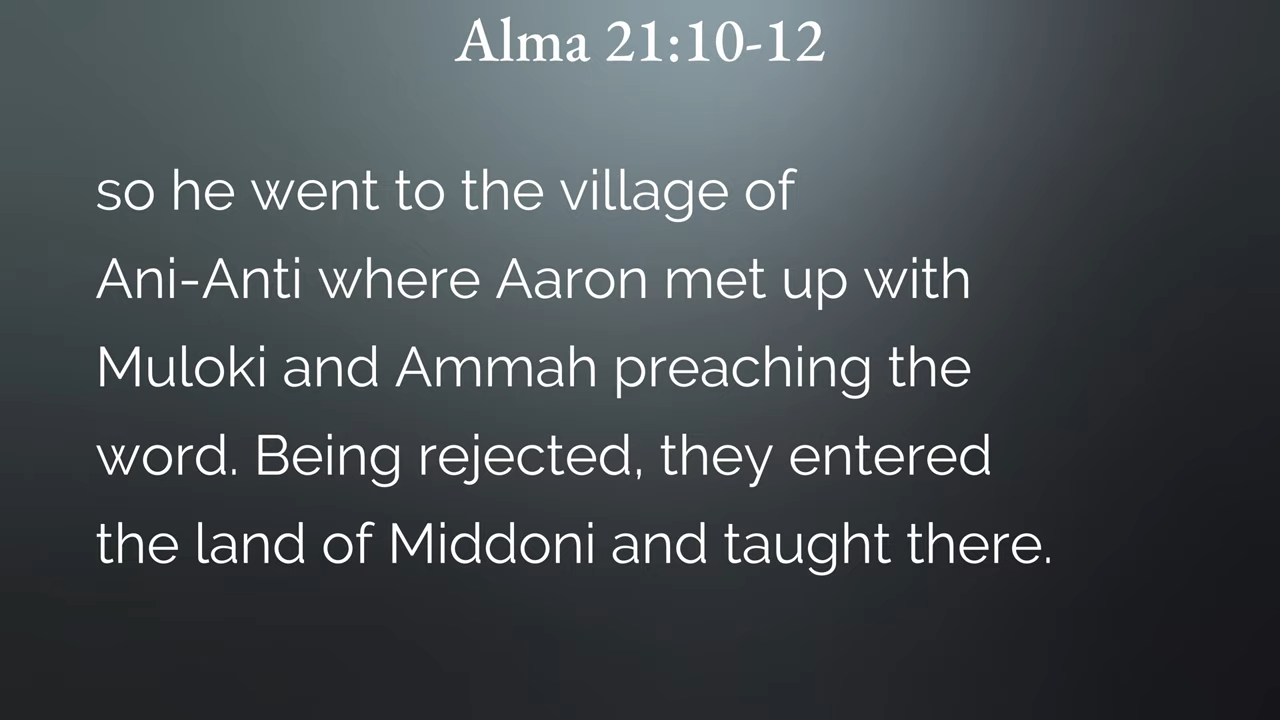 Alma 21:10-12
so he went to the village of
Ani-Anti where Aaron met up with
Muloki and Ammah preaching the
word. Being rejected, they entered
the land of Middoni and taught there.